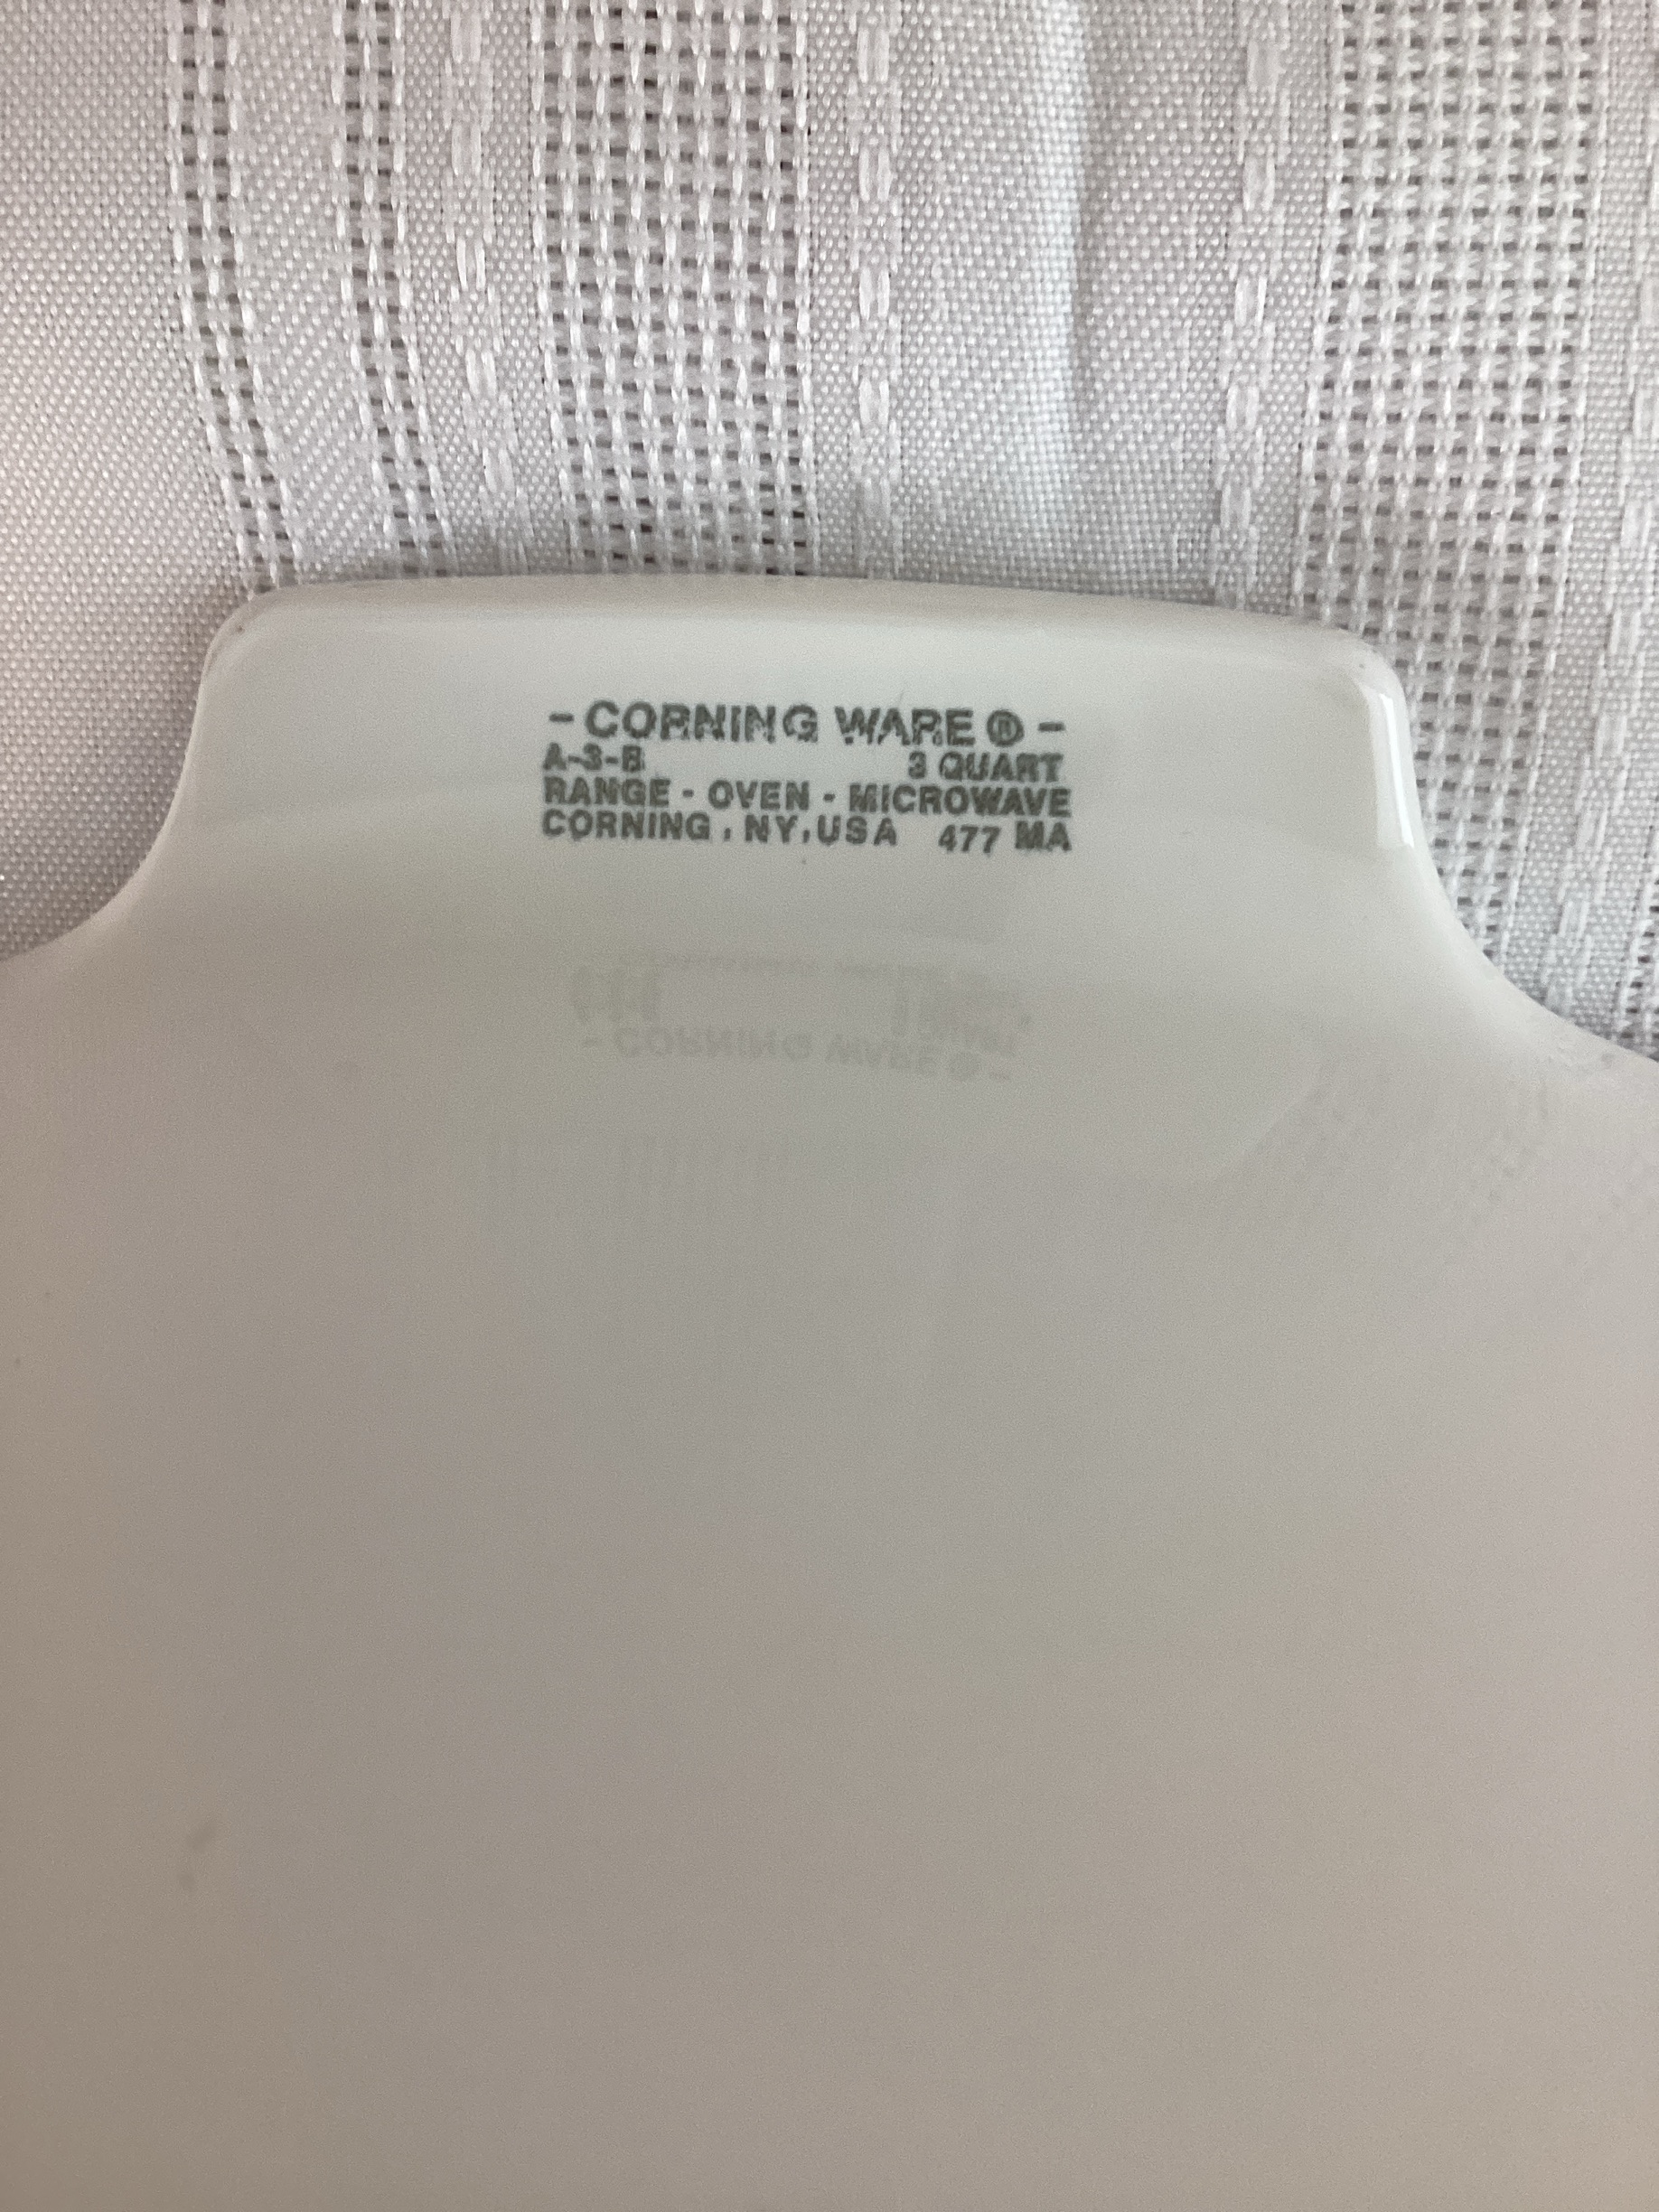 - CORNING WARE ® -
A-3-B 3 QUART
RANGE - OVEN - MICROWAVE
CORNING , NY, USA 477 MA